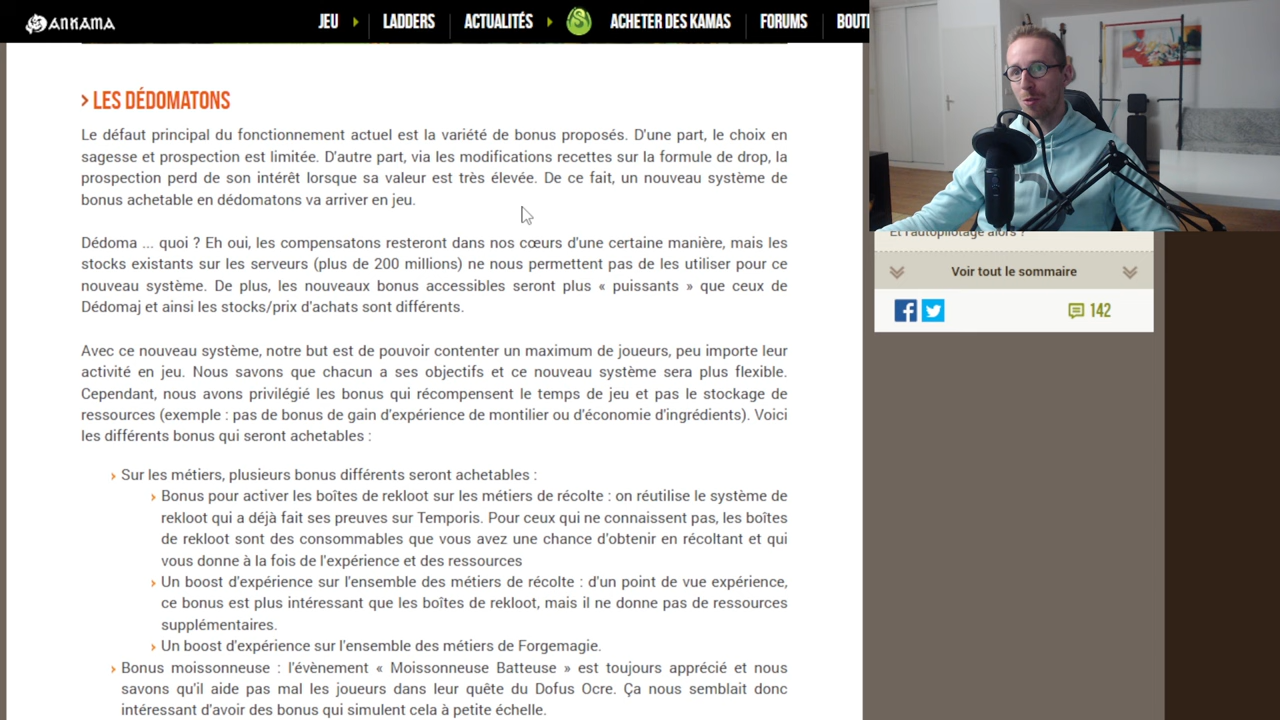 ANKAMA
JEU
LADDERS
ACTUALITÉS
ACHETER DES KAMAS
FORUMS
BOUTI
> LES DÉDOMATONS
Le défaut principal du fonctionnement actuel est la variété de bonus proposés. D'une part, le choix en
sagesse et prospection est limitée. D'autre part, via les modifications recettes sur la formule de drop, la
prospection perd de son intérêt lorsque sa valeur est très élevée. De ce fait, un nouveau système de
bonus achetable en dédomatons va arriver en jeu.
Dédoma ... quoi ? Eh oui, les compensatons resteront dans nos cœurs d'une certaine manière, mais les
stocks existants sur les serveurs (plus de 200 millions) ne nous permettent pas de les utiliser pour ce
nouveau système. De plus, les nouveaux bonus accessibles seront plus « puissants » que ceux de
Dédomaj et ainsi les stocks/prix d'achats sont différents.
Avec ce nouveau système, notre but est de pouvoir contenter un maximum de joueurs, peu importe leur
activité en jeu. Nous savons que chacun a ses objectifs et ce nouveau système sera plus flexible.
Cependant, nous avons privilégié les bonus qui récompensent le temps de jeu et pas le stockage de
ressources (exemple : pas de bonus de gain d'expérience de montilier ou d'économie d'ingrédients). Voici
les différents bonus qui seront achetables :
› Sur les métiers, plusieurs bonus différents seront achetables :
› Bonus pour activer les boîtes de rekloot sur les métiers de récolte : on réutilise le système de
rekloot qui a déjà fait ses preuves sur Temporis. Pour ceux qui ne connaissent pas, les boîtes
de rekloot sont des consommables que vous avez une chance d'obtenir en récoltant et qui
vous donne à la fois de l'expérience et des ressources
› Un boost d'expérience sur l'ensemble des métiers de récolte : d'un point de vue expérience,
ce bonus est plus intéressant que les boîtes de rekloot, mais il ne donne pas de ressources
supplémentaires.
› Un boost d'expérience sur l'ensemble des métiers de Forgemagie.
› Bonus moissonneuse : l'évènement « Moissonneuse Batteuse » est toujours apprécié et nous
savons qu'il aide pas mal les joueurs dans leur quête du Dofus Ocre. Ça nous semblait donc
intéressant d'avoir des bonus qui simulent cela à petite échelle.
Et l'autopilotage alors ?
Voir tout le sommaire
142